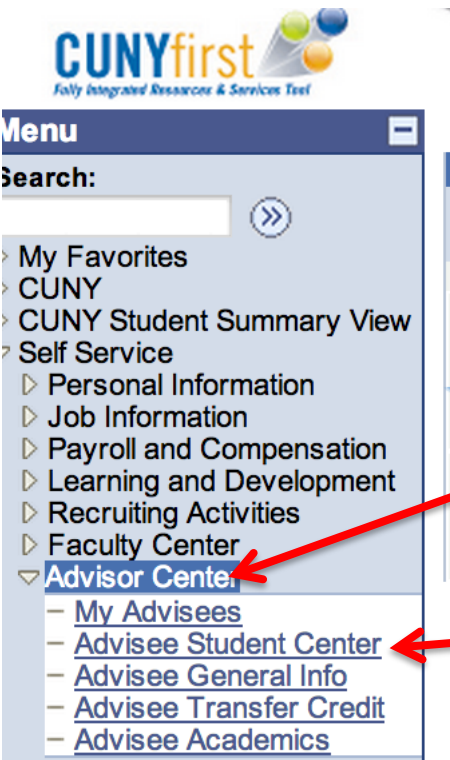 CUNYfirst
Fully Integrated Resources & Services Tool
Menu
Search:
My Favorites
CUNY
CUNY Student Summary View
Self Service
Personal Information
Job Information
Payroll and Compensation
Learning and Development
Recruiting Activities
Faculty Center
Advisor Center
My Advisees
Advisee Student Center
Advisee General Info
Advisee Transfer Credit
Advisee Academics